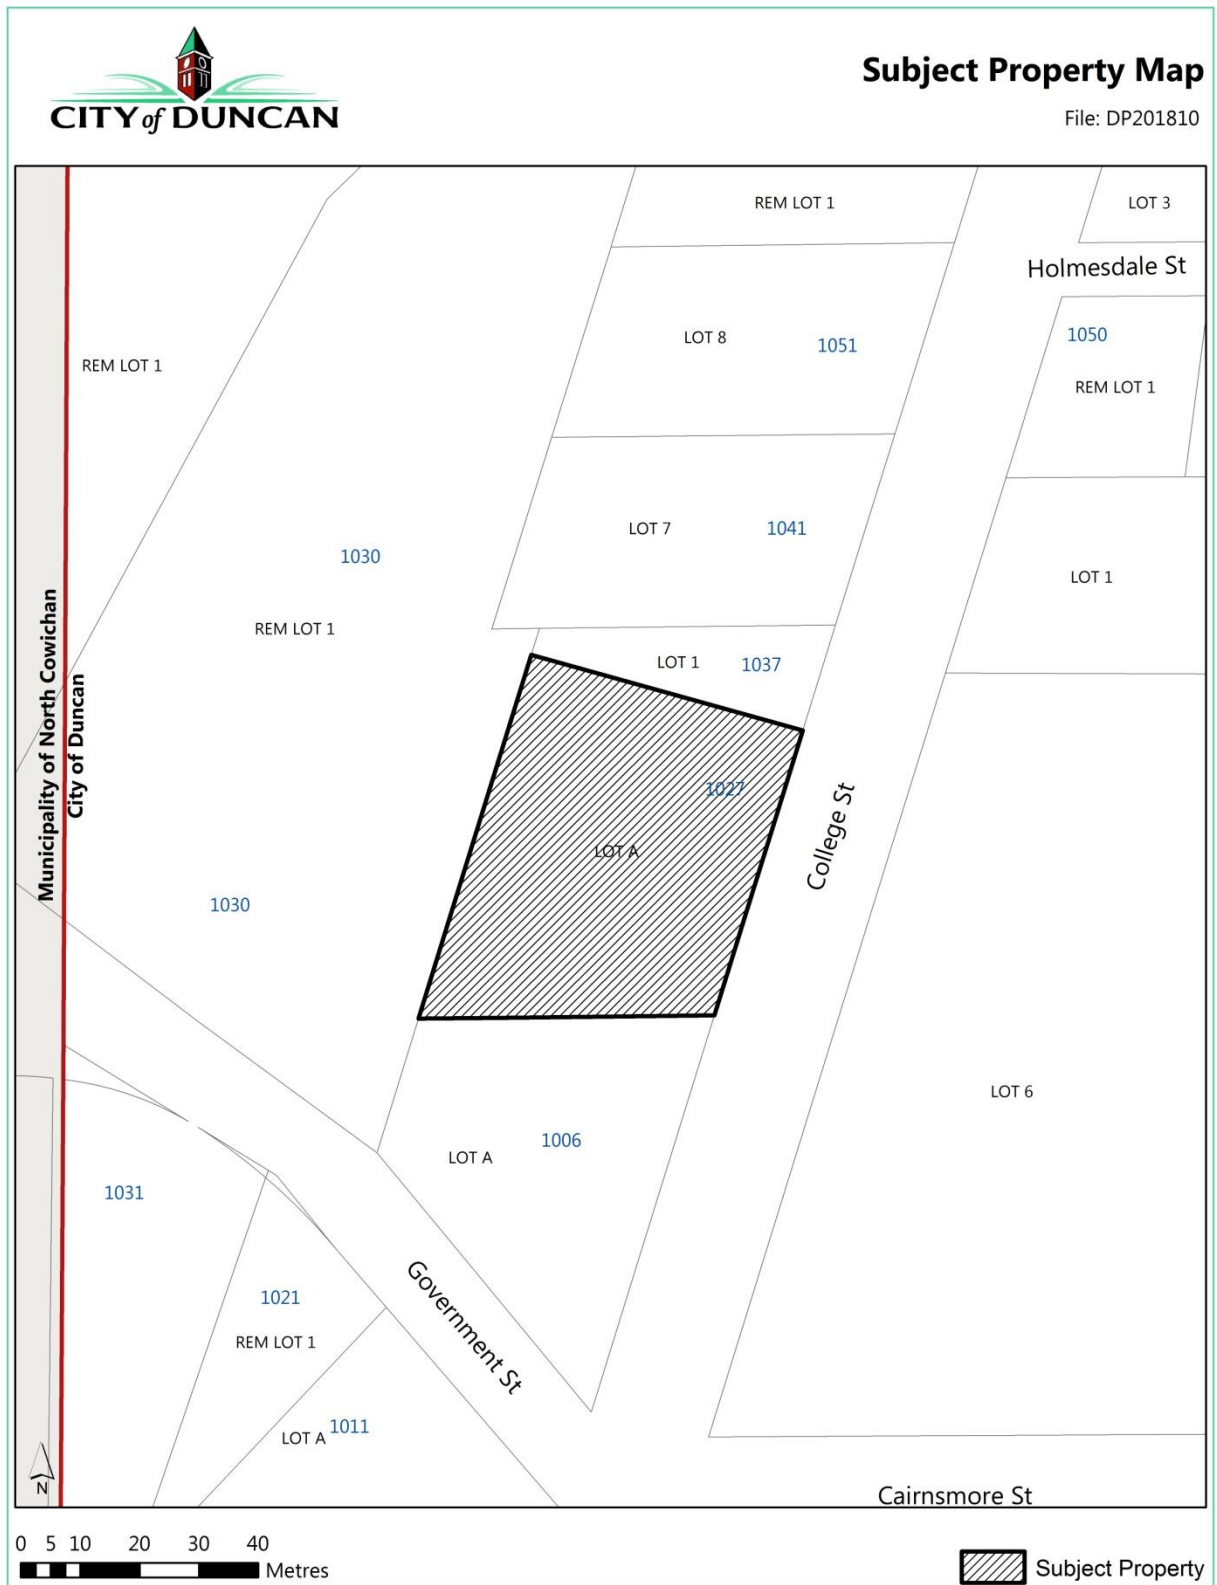 CITY of DUNCAN
Subject Property Map
File: DP201810
REM LOT 1
LOT 3
Holmesdale St
LOT 8
1051
1050
REM LOT 1
REM LOT 1
LOT 7
1041
1030
LOT 1
REM LOT 1
LOT 1
1037
Municipality of North Cowichan
City of Duncan
1027
College St
LOT A
1030
LOT 6
1006
LOT A
1031
Government St
1021
REM LOT 1
1011
LOT A
N
Cairnsmore St
0 5 10 20 30 40
Metres
Subject Property